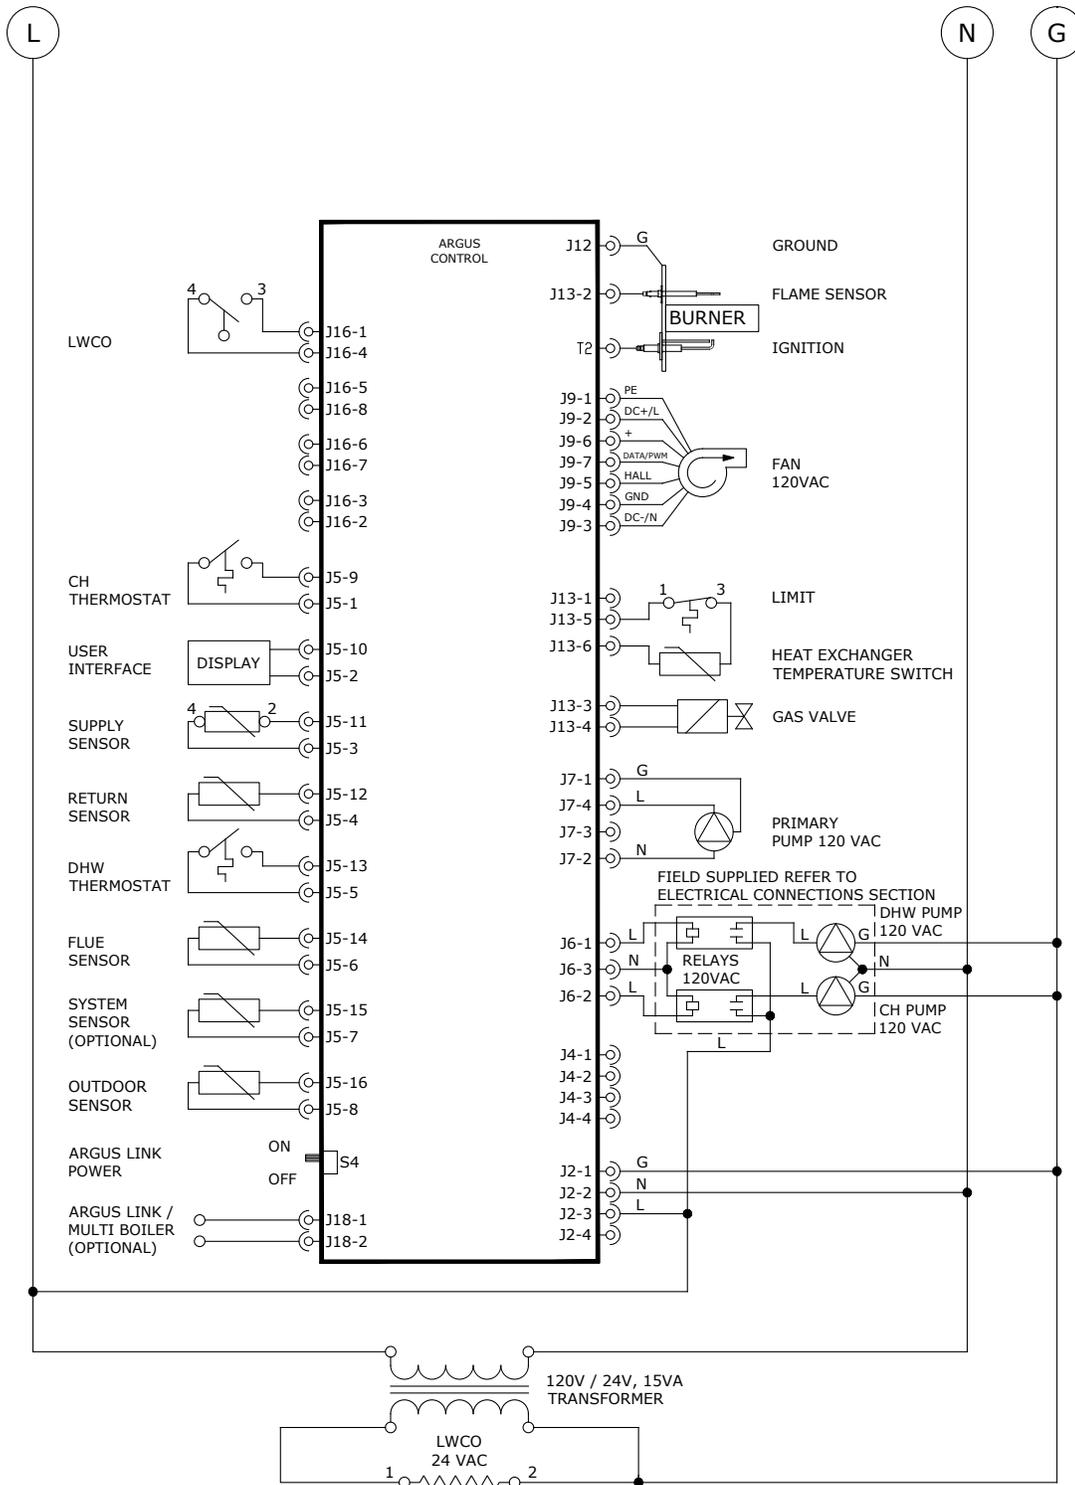 L
N
G
ARGUS
CONTROL
4
3
LWCO
J16-1
J16-4
J16-5
J16-8
J16-6
J16-7
J16-3
J16-2
CH
THERMOSTAT
J5-9
J5-1
USER
INTERFACE
DISPLAY
J5-10
J5-2
SUPPLY
SENSOR
4
2
J5-11
J5-3
RETURN
SENSOR
J5-12
J5-4
DHW
THERMOSTAT
J5-13
J5-5
FLUE
SENSOR
J5-14
J5-6
SYSTEM
SENSOR
(OPTIONAL)
J5-15
J5-7
OUTDOOR
SENSOR
J5-16
J5-8
ARGUS LINK
POWER
ON
OFF
S4
ARGUS LINK /
MULTI BOILER
(OPTIONAL)
J18-1
J18-2
J12
G
GROUND
J13-2
FLAME SENSOR
BURNER
T2
IGNITION
J9-1
PE
J9-2
DC+/L
J9-6
+
J9-7
DATA/PWM
J9-5
HALL
J9-4
GND
J9-3
DC-/N
FAN
120VAC
J13-1
J13-5
J13-6
1
3
LIMIT
HEAT EXCHANGER
TEMPERATURE SWITCH
J13-3
J13-4
GAS VALVE
J7-1
G
J7-4
L
J7-3
J7-2
N
PRIMARY
PUMP 120 VAC
FIELD SUPPLIED REFER TO
ELECTRICAL CONNECTIONS SECTION
DHW PUMP
120 VAC
J6-1
L
J6-3
N
J6-2
L
RELAYS
120VAC
L
G
N
L
G
CH PUMP
120 VAC
L
J4-1
J4-2
J4-3
J4-4
J2-1
G
J2-2
N
J2-3
L
J2-4
120V / 24V, 15VA
TRANSFORMER
LWCO
24 VAC
1
2